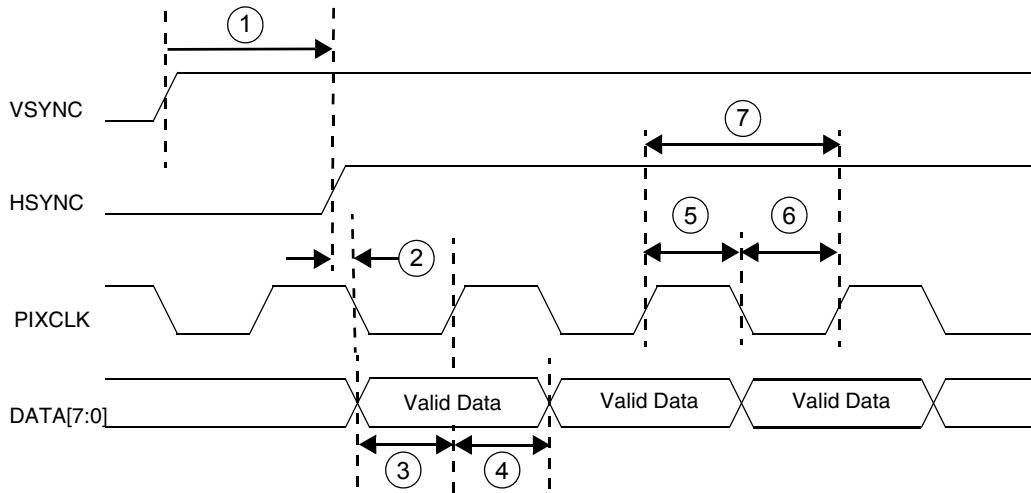 1
VSYNC
7
HSYNC
5 6
2
PIXCLK
DATA[7:0] Valid Data Valid Data Valid Data
3 4